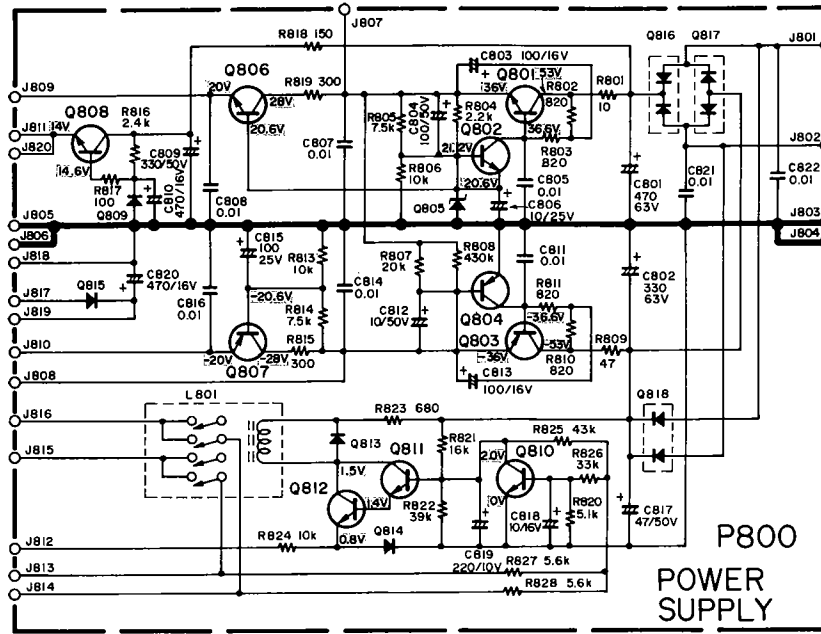 J807
R818 150
C803 100/16V
Q816
Q817
J801
Q806
20V
28V
20.6V
R819 300
R805
7.5k
C804
100/50V
R804
2.2k
Q801
36V
53V
36.6V
R802
820
R801
10
J809
Q808
14V
14.6V
R816
2.4k
J811
J820
C809
330/50V
C807
0.01
Q802
21.2V
20.6V
R803
820
J802
R817
100
C810
470/16V
C808
0.01
R806
10k
C805
0.01
C801
470
63V
C821
0.01
C822
0.01
Q809
Q805
C806
10/25V
J805
J803
J806
J804
J818
C815
100
25V
R813
10k
R807
20k
R808
430k
C811
0.01
C802
330
63V
C820
470/16V
J817
Q815
C816
0.01
-20.6V
C814
0.01
R811
820
J819
R814
7.5k
C812
10/50V
Q804
-36.6V
J810
-20V
Q807
-28V
R815
300
Q803
-36V
-53V
R809
47
R810
820
J808
C813
100/16V
L801
Q818
J816
R823 680
R825 43k
J815
Q813
Q811
R821
16k
Q810
2.0V
0V
R826
33k
1.5V
Q812
1.4V
0.8V
R822
39k
C818
10/16V
R820
5.1k
C817
47/50V
Q814
J812
R824 10k
C819
220/10V
P800
J813
R827 5.6k
J814
R828 5.6k
POWER
SUPPLY